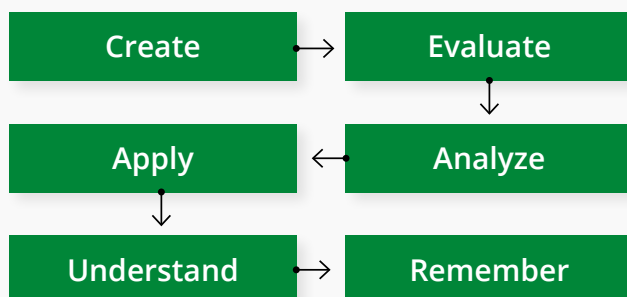 Create
Evaluate
Apply
Analyze
Understand
Remember